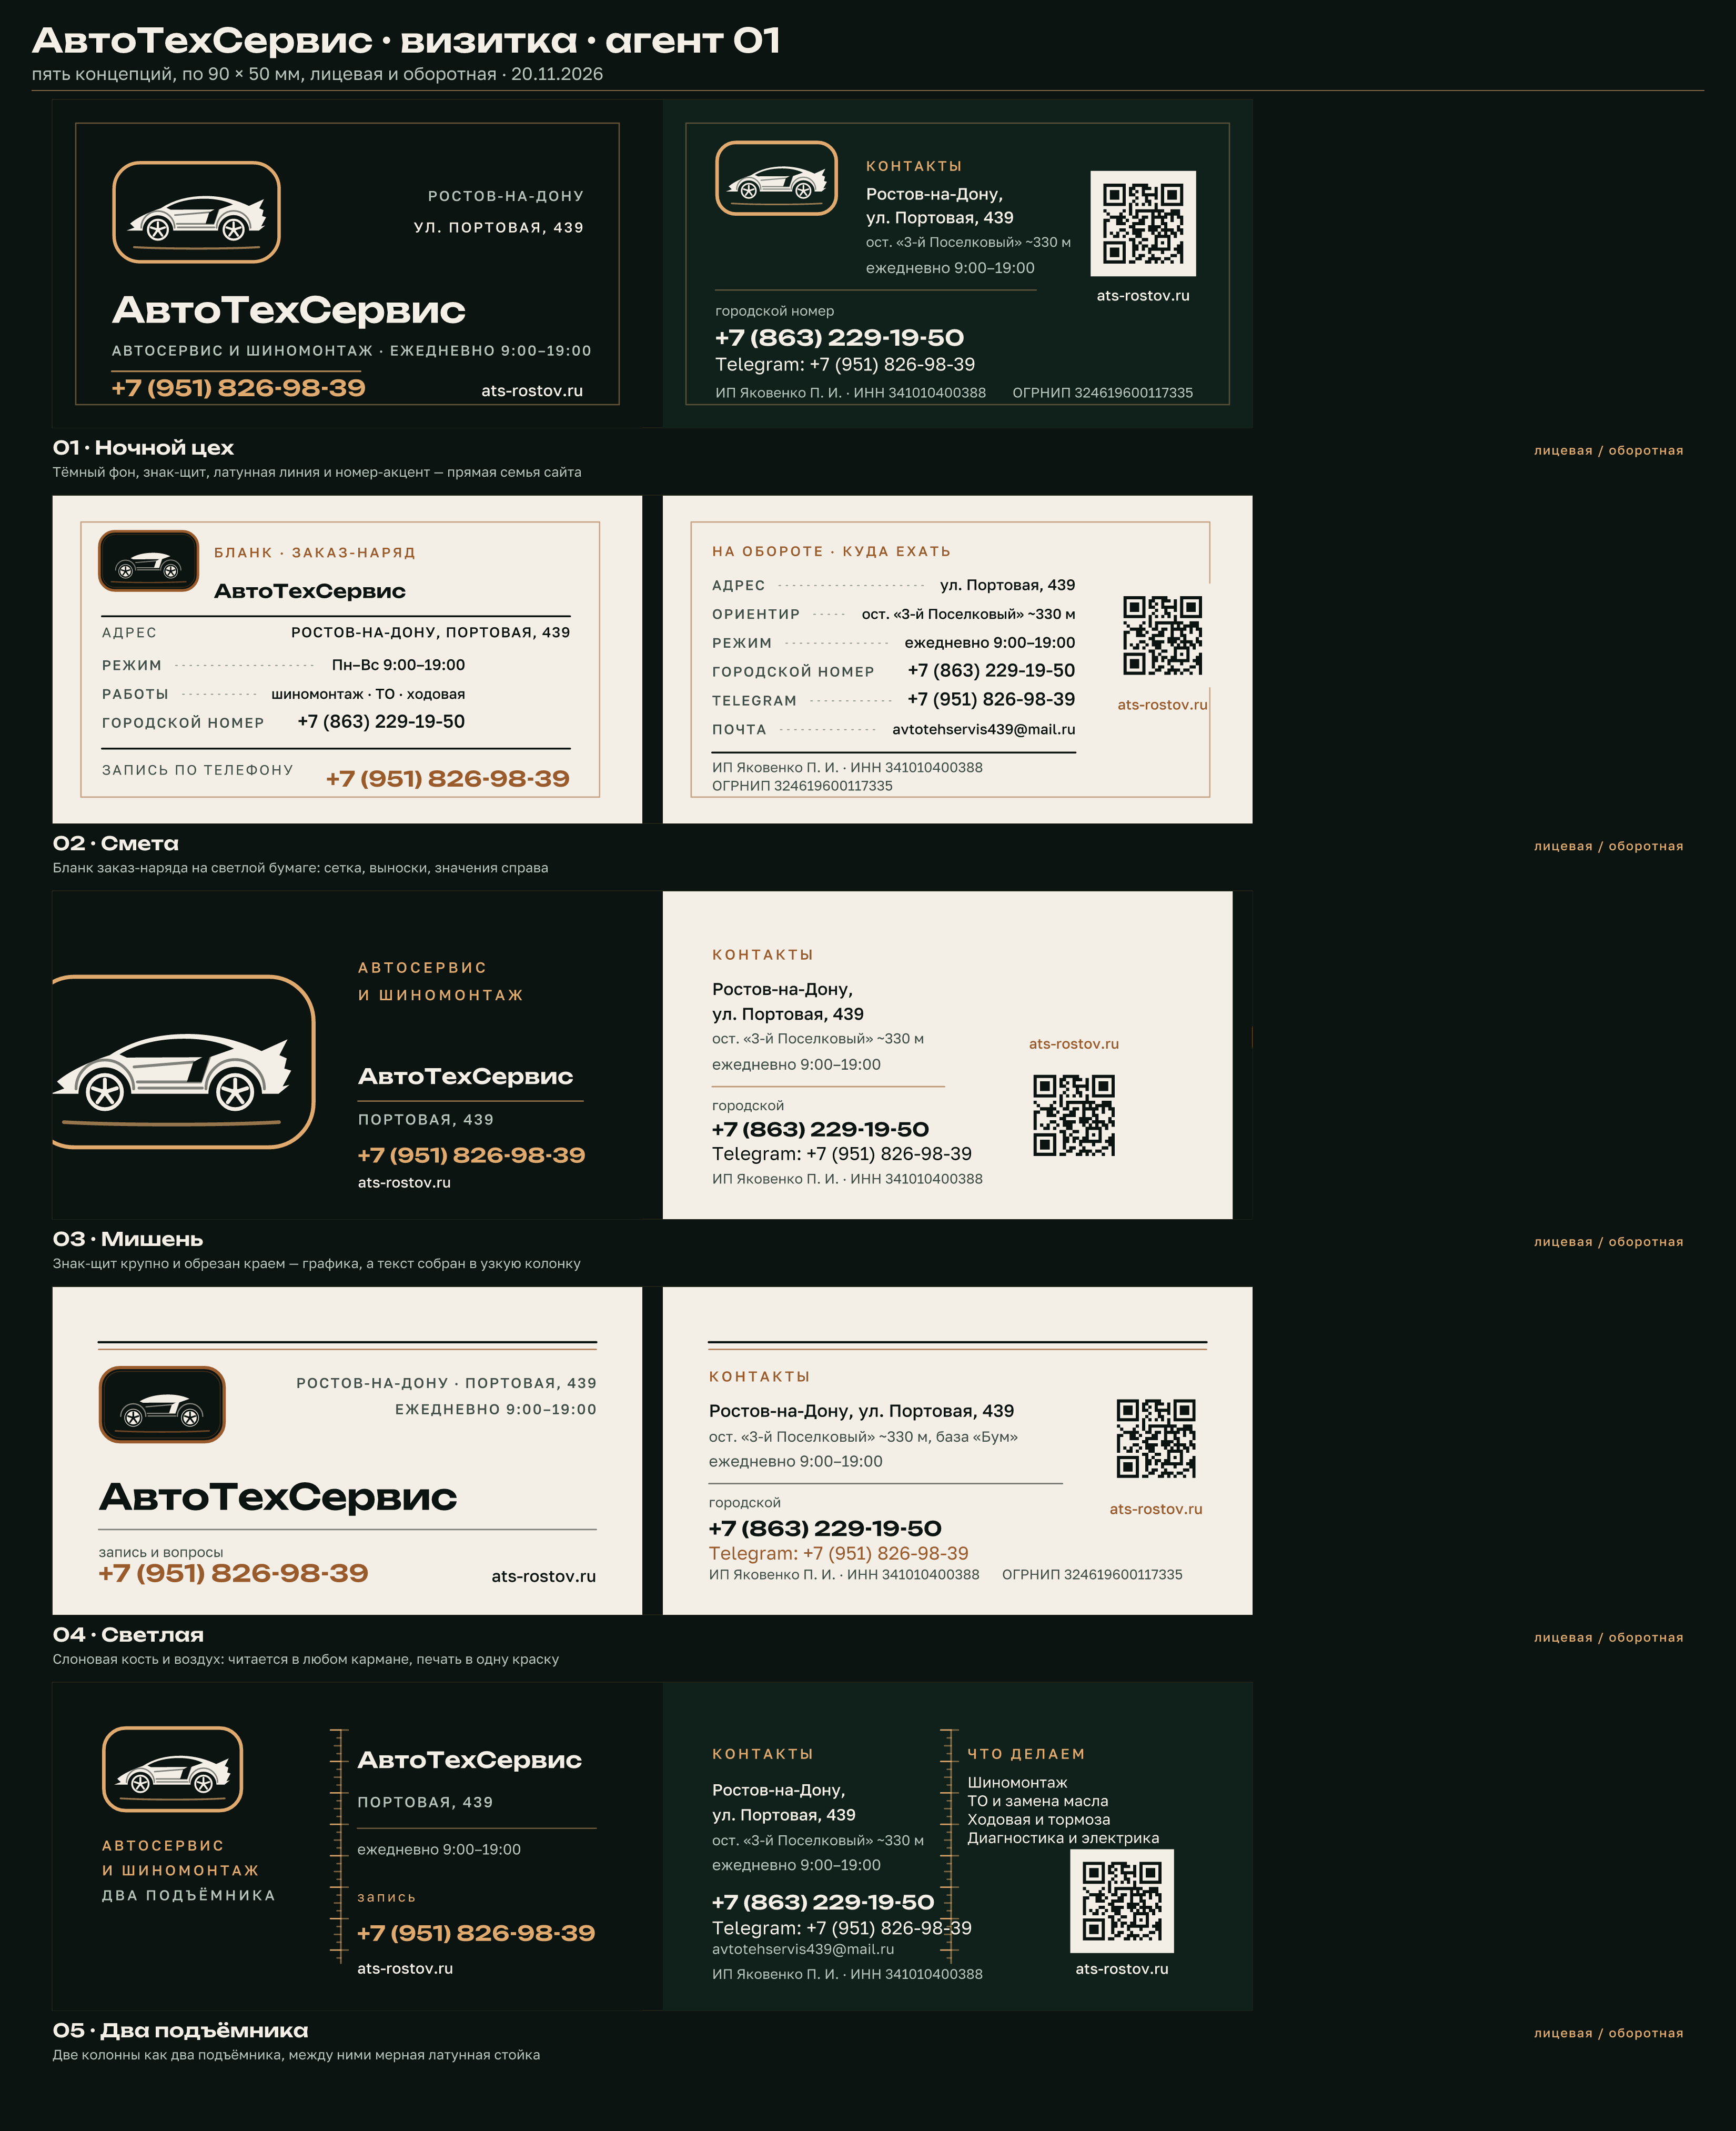 АвтоТехСервис · визитка · агент 01
пять концепций, по 90 × 50 мм, лицевая и оборотная · 20.11.2026
РОСТОВ-НА-ДОНУ
УЛ. ПОРТОВАЯ, 439
АвтоТехСервис
АВТОСЕРВИС И ШИНОМОНТАЖ · ЕЖЕДНЕВНО 9:00–19:00
+7 (951) 826-98-39
ats-rostov.ru
КОНТАКТЫ
Ростов-на-Дону,
ул. Портовая, 439
ост. «3-й Поселковый» ~330 м
ежедневно 9:00–19:00
ats-rostov.ru
городской номер
+7 (863) 229-19-50
Telegram: +7 (951) 826-98-39
ИП Яковенко П. И. · ИНН 341010400388 ОГРНИП 324619600117335
01 · Ночной цех
лицевая / оборотная
Тёмный фон, знак-щит, латунная линия и номер-акцент — прямая семья сайта
БЛАНК · ЗАКАЗ-НАРЯД
АвтоТехСервис
АДРЕС РОСТОВ-НА-ДОНУ, ПОРТОВАЯ, 439
РЕЖИМ Пн–Вс 9:00–19:00
РАБОТЫ шиномонтаж · ТО · ходовая
ГОРОДСКОЙ НОМЕР +7 (863) 229-19-50
ЗАПИСЬ ПО ТЕЛЕФОНУ +7 (951) 826-98-39
НА ОБОРОТЕ · КУДА ЕХАТЬ
АДРЕС ул. Портовая, 439
ОРИЕНТИР ост. «3-й Поселковый» ~330 м
РЕЖИМ ежедневно 9:00–19:00
ГОРОДСКОЙ НОМЕР +7 (863) 229-19-50
TELEGRAM +7 (951) 826-98-39
ПОЧТА avtotehservis439@mail.ru
ats-rostov.ru
ИП Яковенко П. И. · ИНН 341010400388
ОГРНИП 324619600117335
02 · Смета
лицевая / оборотная
Бланк заказ-наряда на светлой бумаге: сетка, выноски, значения справа
АВТОСЕРВИС
И ШИНОМОНТАЖ
АвтоТехСервис
ПОРТОВАЯ, 439
+7 (951) 826-98-39
ats-rostov.ru
КОНТАКТЫ
Ростов-на-Дону,
ул. Портовая, 439
ост. «3-й Поселковый» ~330 м
ежедневно 9:00–19:00
ats-rostov.ru
городской
+7 (863) 229-19-50
Telegram: +7 (951) 826-98-39
ИП Яковенко П. И. · ИНН 341010400388
03 · Мишень
лицевая / оборотная
Знак-щит крупно и обрезан краем — графика, а текст собран в узкую колонку
РОСТОВ-НА-ДОНУ · ПОРТОВАЯ, 439
ЕЖЕДНЕВНО 9:00–19:00
АвтоТехСервис
запись и вопросы
+7 (951) 826-98-39
ats-rostov.ru
КОНТАКТЫ
Ростов-на-Дону, ул. Портовая, 439
ост. «3-й Поселковый» ~330 м, база «Бум»
ежедневно 9:00–19:00
ats-rostov.ru
городской
+7 (863) 229-19-50
Telegram: +7 (951) 826-98-39
ИП Яковенко П. И. · ИНН 341010400388 ОГРНИП 324619600117335
04 · Светлая
лицевая / оборотная
Слоновая кость и воздух: читается в любом кармане, печать в одну краску
АВТОСЕРВИС
И ШИНОМОНТАЖ
ДВА ПОДЪЁМНИКА
АвтоТехСервис
ПОРТОВАЯ, 439
ежедневно 9:00–19:00
запись
+7 (951) 826-98-39
ats-rostov.ru
КОНТАКТЫ
Ростов-на-Дону,
ул. Портовая, 439
ост. «3-й Поселковый» ~330 м
ежедневно 9:00–19:00
+7 (863) 229-19-50
Telegram: +7 (951) 826-98-39
avtotehservis439@mail.ru
ИП Яковенко П. И. · ИНН 341010400388
ЧТО ДЕЛАЕМ
Шиномонтаж
ТО и замена масла
Ходовая и тормоза
Диагностика и электрика
ats-rostov.ru
05 · Два подъёмника
лицевая / оборотная
Две колонны как два подъёмника, между ними мерная латунная стойка